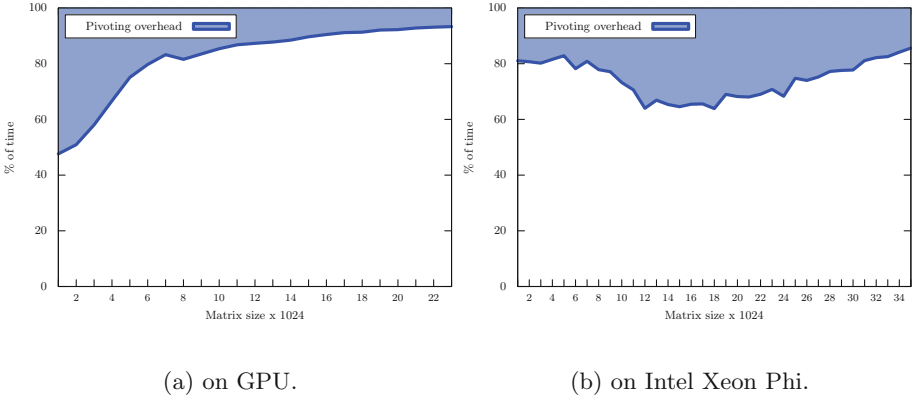 100
80
60
40
20
0
% of time
Pivoting overhead
2 4 6 8 10 12 14 16 18 20 22
Matrix size x 1024
(a) on GPU.
100
80
60
40
20
0
% of time
Pivoting overhead
2 4 6 8 10 12 14 16 18 20 22 24 26 28 30 32 34
Matrix size x 1024
(b) on Intel Xeon Phi.